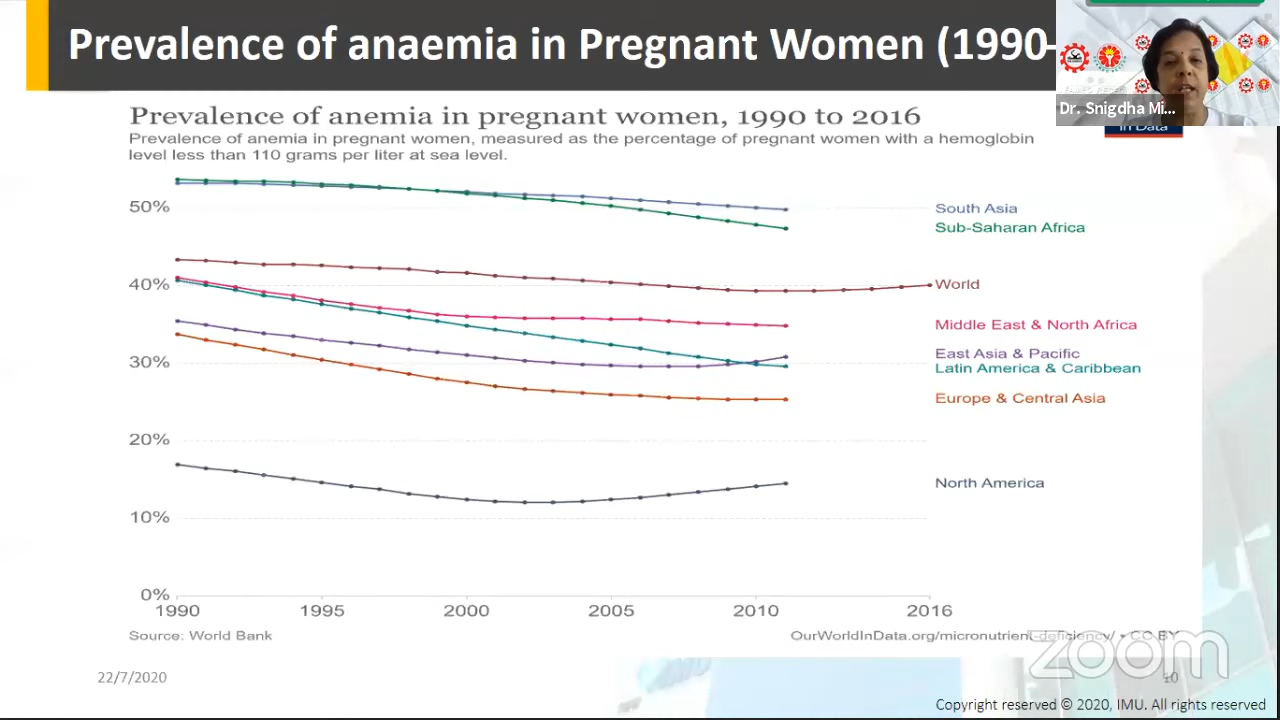 Prevalence of anaemia in Pregnant Women (1990-
Dr. Snigdha Mi...
in Data
Prevalence of anemia in pregnant women, 1990 to 2016
Prevalence of anemia in pregnant women, measured as the percentage of pregnant women with a hemoglobin
level less than 110 grams per liter at sea level.
50%
40%
30%
20%
10%
0%
South Asia
Sub-Saharan Africa
World
Middle East & North Africa
East Asia & Pacific
Latin America & Caribbean
Europe & Central Asia
North America
1990 1995 2000 2005 2010 2016
Source: World Bank
OurWorldInData.org/micronutrient-deficiency/ • CC BY
zoom
22/7/2020
10
Copyright reserved © 2020, IMU. All rights reserved